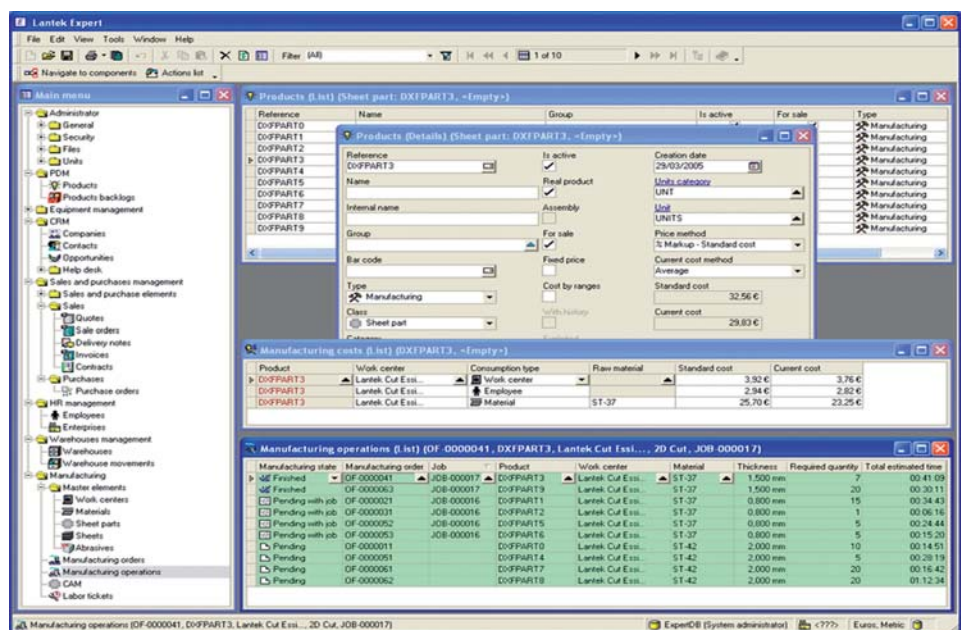 Lantek Expert
File Edit View Tools Window Help
Filter (All) 1 of 10
Navigate to components Actions list
Main menu
Administrator
General
Security
Files
Units
PDM
Products
Products backlogs
Equipment management
CRM
Companies
Contacts
Opportunities
Help desk
Sales and purchases management
Sales and purchase elements
Sales
Quotes
Sale orders
Delivery notes
Invoices
Contracts
Purchases
Purchase orders
HR management
Employees
Enterprises
Warehouses management
Warehouses
Warehouse movements
Manufacturing
Master elements
Work centers
Materials
Sheet parts
Sheets
Abrasives
Manufacturing orders
Manufacturing operations
CAM
Labor tickets
Products (List) (Sheet part: DXFPART3, <Empty>)
Reference Name Group Is active For sale Type
DXFPART0 Manufacturing
DXFPART1 Manufacturing
DXFPART2 Manufacturing
DXFPART3 Manufacturing
DXFPART4 Manufacturing
DXFPART5 Manufacturing
DXFPART6 Manufacturing
DXFPART7 Manufacturing
DXFPART8 Manufacturing
DXFPART9 Manufacturing
Products (Details) (Sheet part: DXFPART3, <Empty>)
Reference Is active Creation date
DXFPART3 29/03/2005
Name Real product Units category
UNT
Internal name Assembly Unit
UNITS
Group For sale Price method
% Markup - Standard cost
Bar code Fixed price Current cost method
Average
Type Cost by ranges Standard cost
Manufacturing 32,56 €
Class With history Current cost
Sheet part 29,83 €
Category
Manufacturing costs (List) (DXFPART3, <Empty>)
Product Work center Consumption type Raw material Standard cost Current cost
DXFPART3 Lantek Cut Essi... Work center 3,92 € 3,76 €
DXFPART3 Lantek Cut Essi... Employee 2,94 € 2,82 €
DXFPART3 Lantek Cut Essi... Material ST-37 25,70 € 23,25 €
Manufacturing operations (List) (OF-0000041, DXFPART3, Lantek Cut Essi..., 2D Cut, JOB-000017)
Manufacturing state Manufacturing order Job Product Work center Material Thickness Required quantity Total estimated time
Finished OF-0000041 JOB-000017 DXFPART3 Lantek Cut Essi... ST-37 1,500 mm 7 00:41:09
Finished OF-0000063 JOB-000017 DXFPART9 Lantek Cut Essi... ST-37 1,500 mm 20 00:30:11
Pending with job OF-0000021 JOB-000016 DXFPART1 Lantek Cut Essi... ST-37 0,800 mm 15 00:34:43
Pending with job OF-0000031 JOB-000016 DXFPART2 Lantek Cut Essi... ST-37 0,800 mm 1 00:06:16
Pending with job OF-0000052 JOB-000016 DXFPART5 Lantek Cut Essi... ST-37 0,800 mm 5 00:24:44
Pending with job OF-0000053 JOB-000016 DXFPART6 Lantek Cut Essi... ST-37 0,800 mm 5 00:15:20
Pending OF-0000011 DXFPART0 Lantek Cut Essi... ST-42 2,000 mm 10 00:14:51
Pending OF-0000051 DXFPART4 Lantek Cut Essi... ST-42 2,000 mm 5 00:28:19
Pending OF-0000061 DXFPART7 Lantek Cut Essi... ST-42 2,000 mm 20 00:16:42
Pending OF-0000062 DXFPART8 Lantek Cut Essi... ST-42 2,000 mm 20 01:12:34
Manufacturing operations (OF-0000041, DXFPART3, Lantek Cut Essi..., 2D Cut, JOB-000017) ExpertDB (System administrator) <???> Euros, Metric